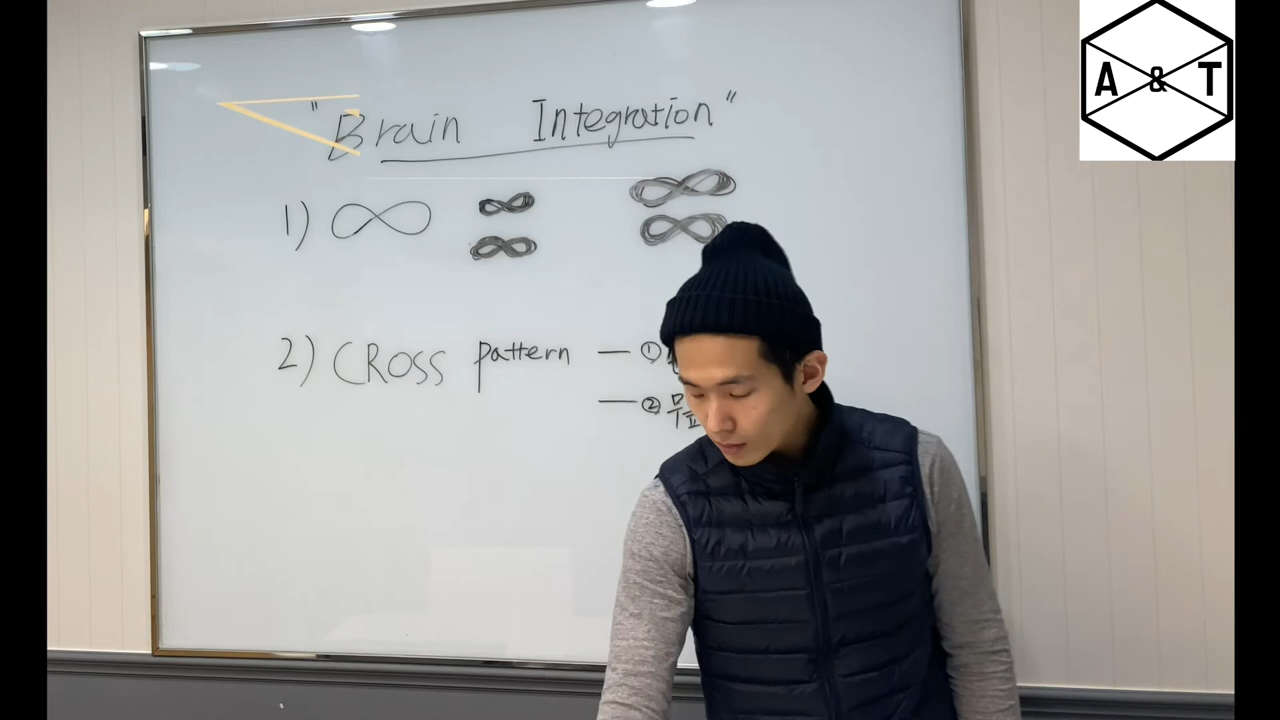 "Brain Integration"
1) ∞
2) CROSS pattern — ①
— ②
A & T